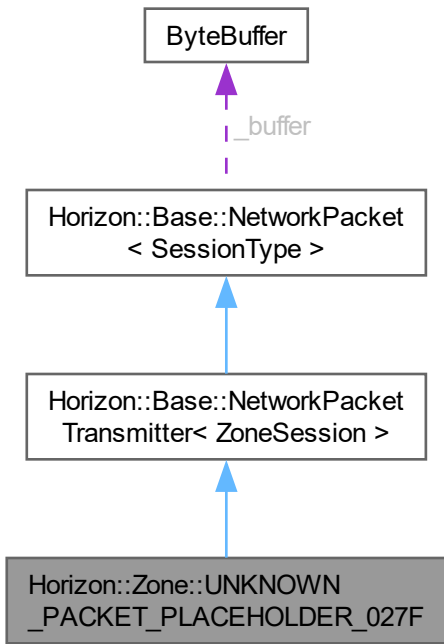 ByteBuffer
_buffer
Horizon::Base::NetworkPacket
< SessionType >
Horizon::Base::NetworkPacket
Transmitter< ZoneSession >
Horizon::Zone::UNKNOWN
_PACKET_PLACEHOLDER_027F